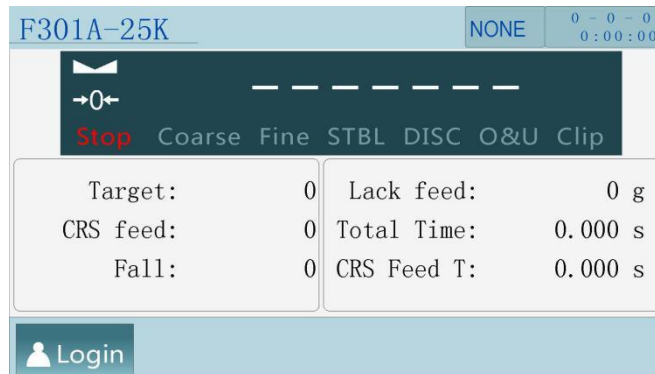 F301A-25K
NONE
0 - 0 - 0
0:00:00
→0←
— — — — — — —
Stop Coarse Fine STBL DISC O&U Clip
Target: 0
CRS feed: 0
Fall: 0
Lack feed: 0 g
Total Time: 0.000 s
CRS Feed T: 0.000 s
Login